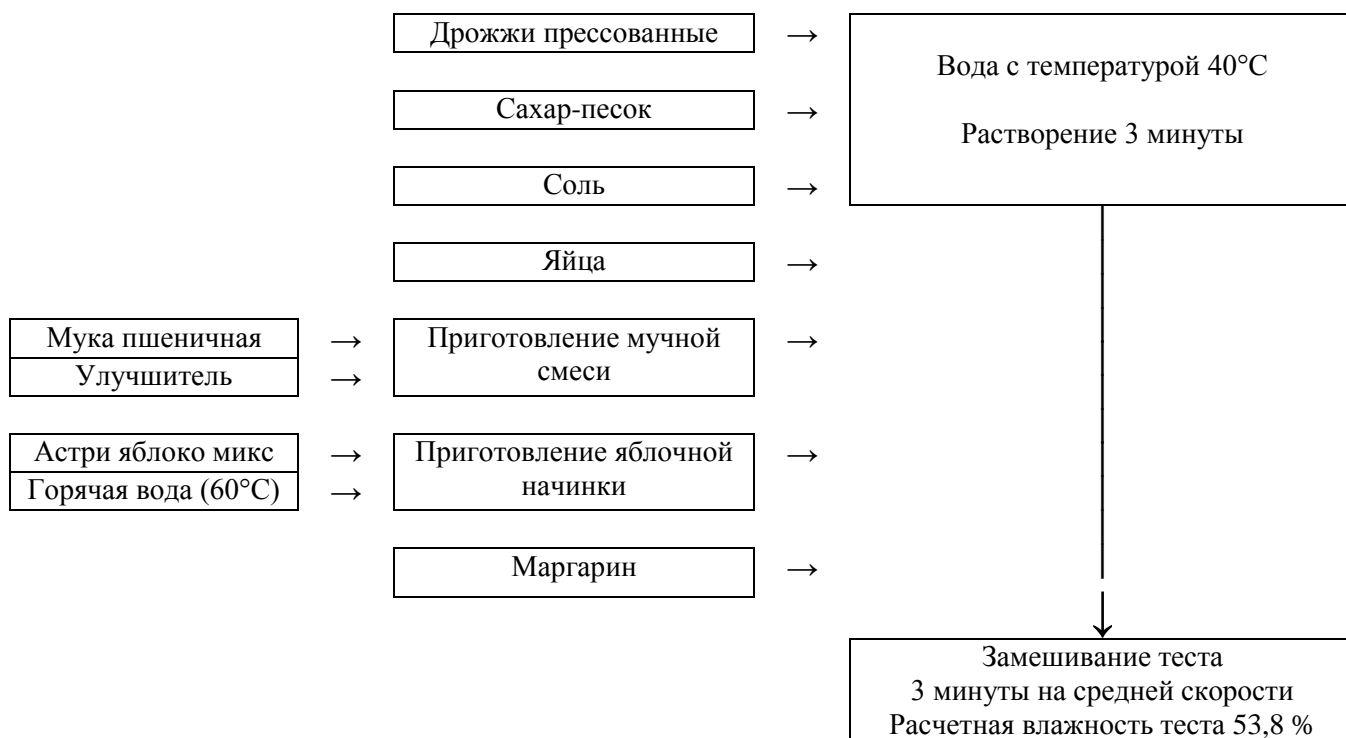 Дрожжи прессованные →
Вода с температурой 40°С
Сахар-песок →
Растворение 3 минуты
Соль →
Яйца →
Мука пшеничная → Приготовление мучной →
Улучшитель → смеси
Астри яблоко микс → Приготовление яблочной →
Горячая вода (60°С) → начинки
Маргарин →
Замешивание теста
3 минуты на средней скорости
Расчетная влажность теста 53,8 %